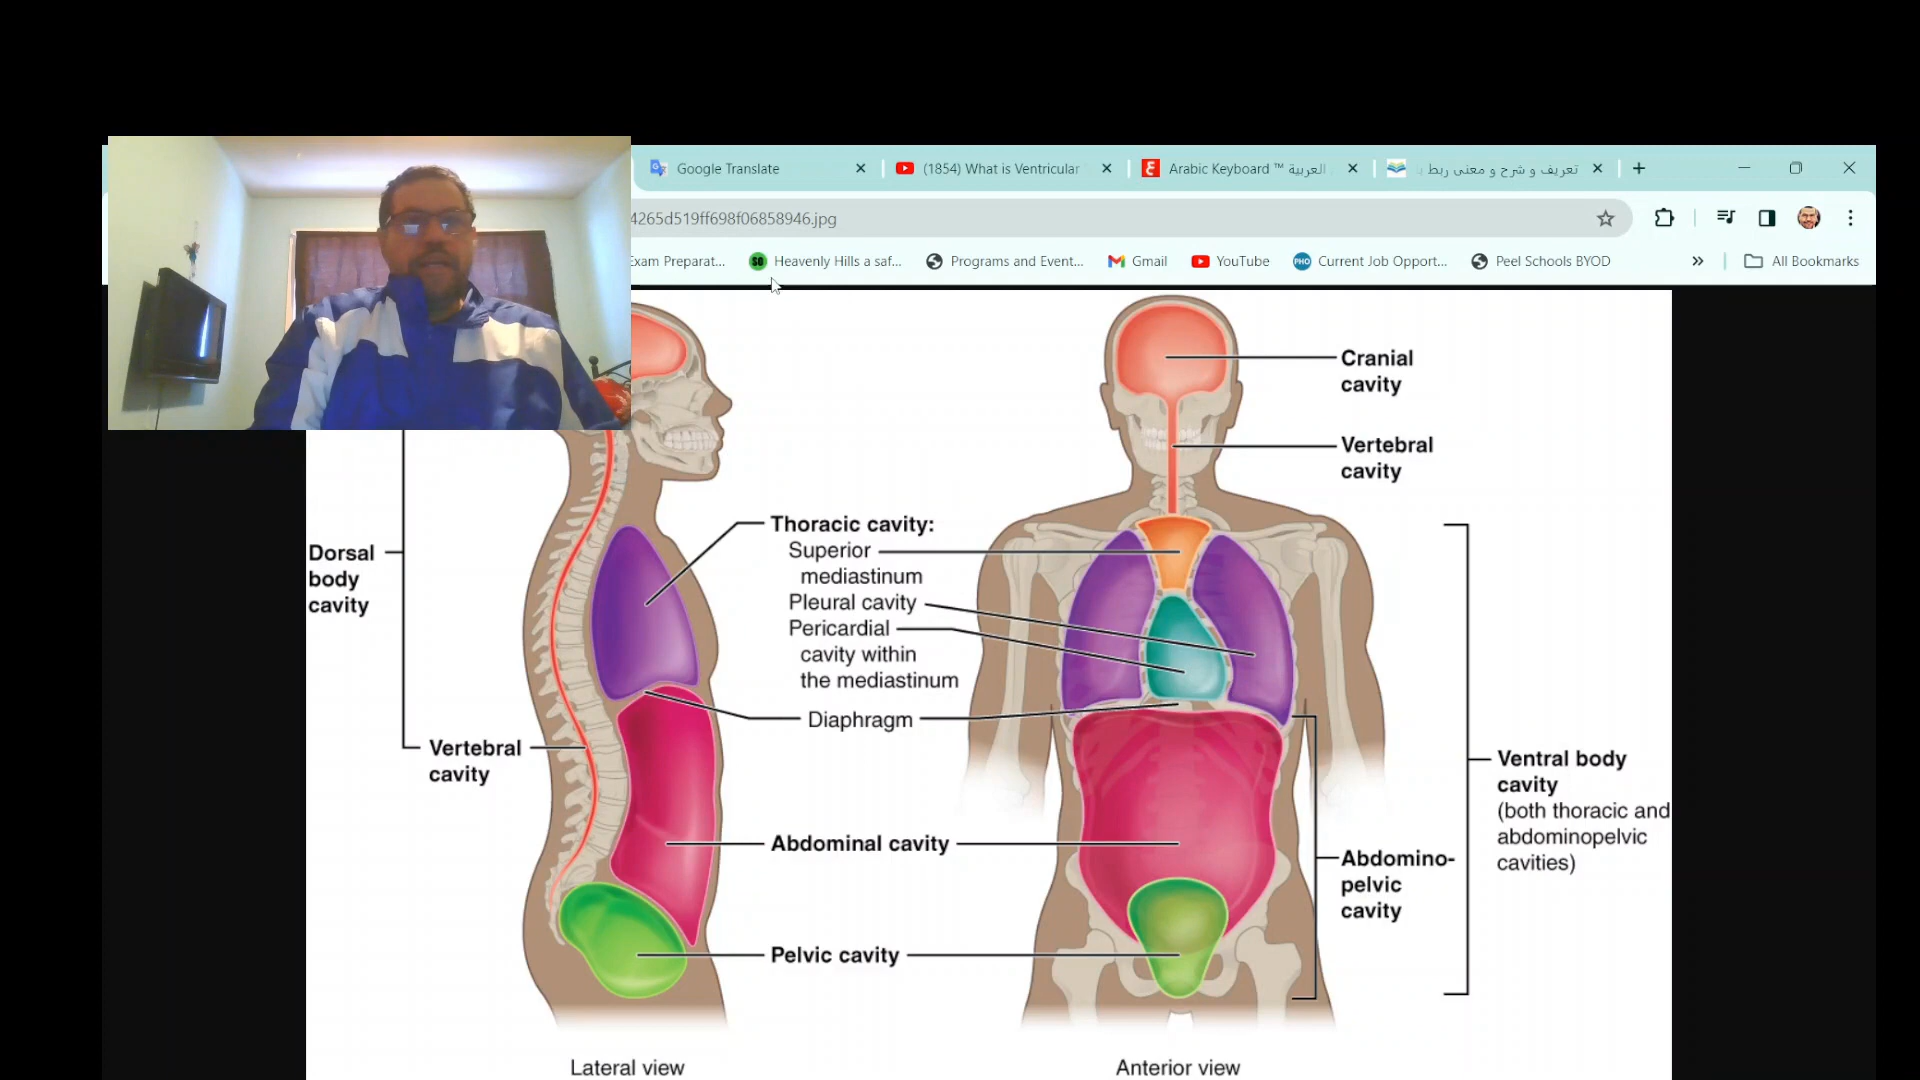 Google Translate
(1854) What is Ventricular
Arabic Keyboard ™ العربية
تعريف و شرح و معنى ربط
4265d519ff698f06858946.jpg
Exam Preparat...
SO
Heavenly Hills a saf...
Programs and Event...
Gmail
YouTube
PHO
Current Job Opport...
Peel Schools BYOD
All Bookmarks
Cranial
cavity
Vertebral
cavity
Thoracic cavity:
Superior
mediastinum
Pleural cavity
Pericardial
cavity within
the mediastinum
Diaphragm
Dorsal
body
cavity
Vertebral
cavity
Abdominal cavity
Pelvic cavity
Ventral body
cavity
(both thoracic and
abdominopelvic
cavities)
Abdomino-
pelvic
cavity
Lateral view
Anterior view